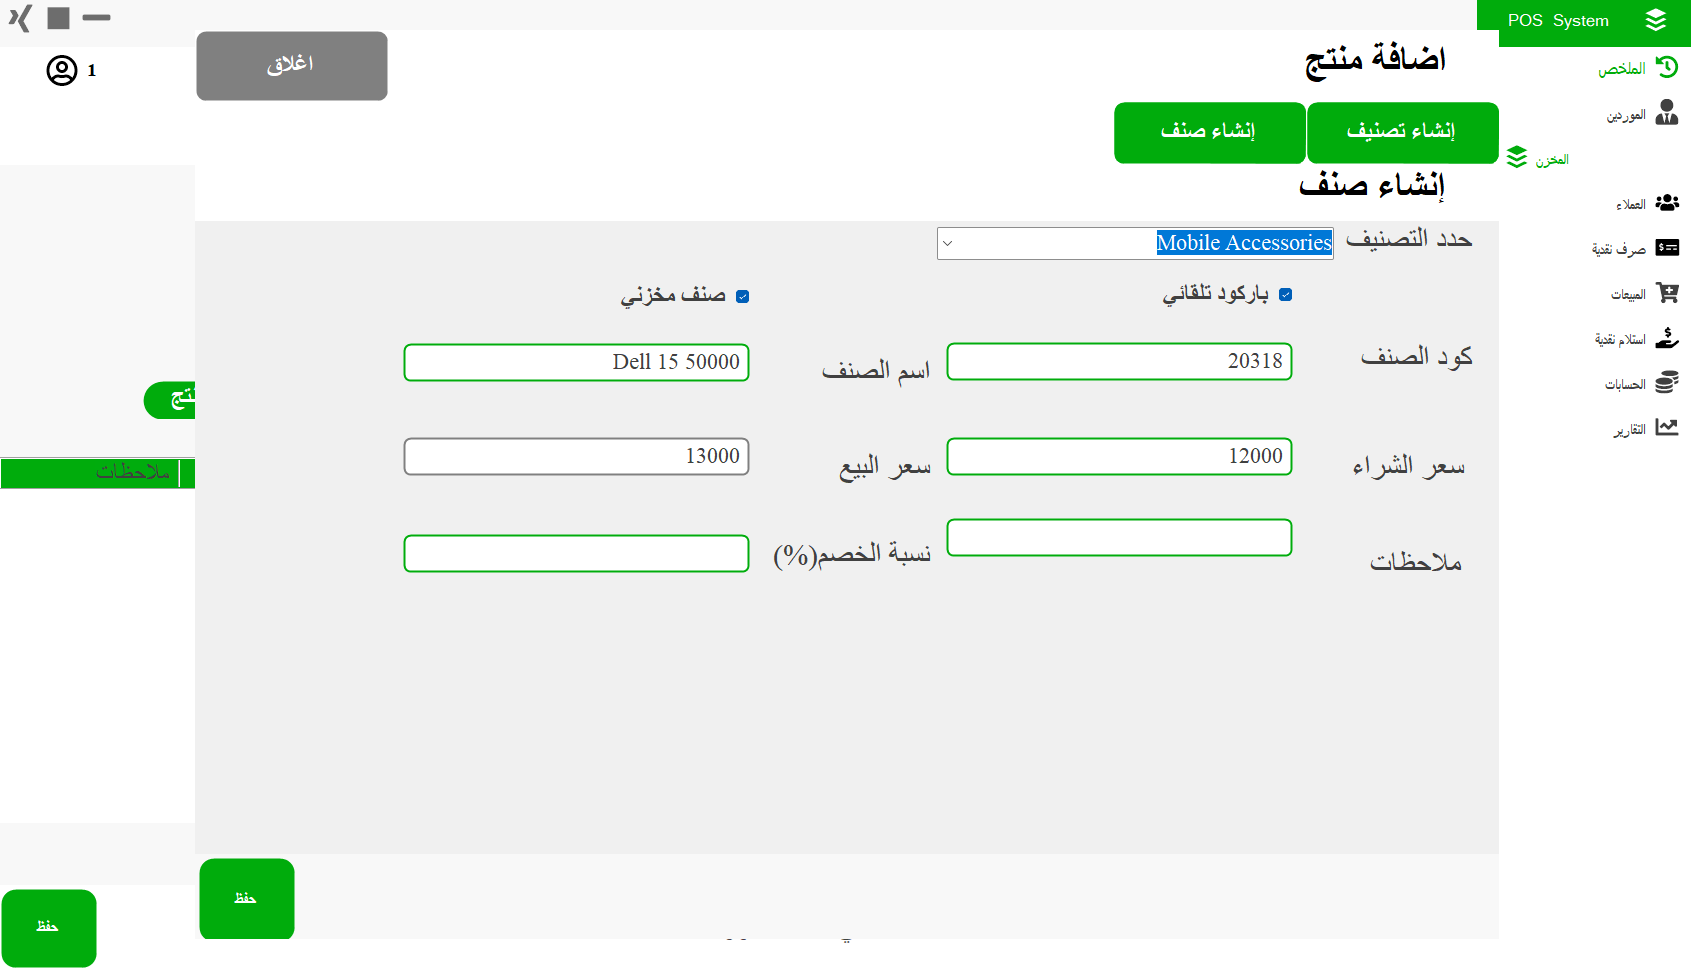 POS System
الملخص
الموردين
المخزن
العملاء
صرف نقدية
المبيعات
استلام نقدية
الحسابات
التقارير
1
اضافة منتج
اغلاق
إنشاء تصنيف
إنشاء صنف
إنشاء صنف
حدد التصنيف
Mobile Accessories
باركود تلقائي
صنف مخزني
كود الصنف
20318
اسم الصنف
Dell 15 50000
سعر الشراء
12000
سعر البيع
13000
ملاحظات
نسبة الخصم(%)
ملاحظات
حفظ
حفظ